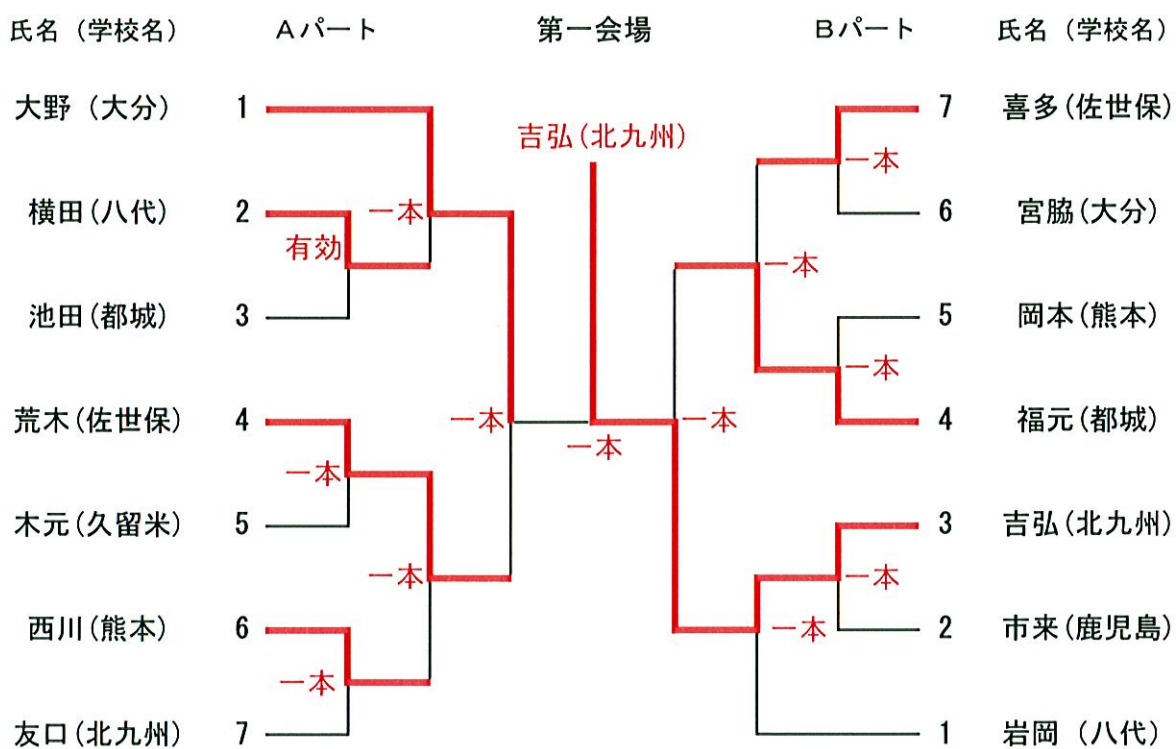 氏名（学校名） Aパート 第一会場 Bパート 氏名（学校名）
大野（大分） 1 7 喜多(佐世保)
吉弘(北九州)
一本
横田(八代) 2 一本 6 宮脇(大分)
有効
一本
池田(都城) 3 5 岡本(熊本)
一本
荒木(佐世保) 4 一本 一本 4 福元(都城)
一本
一本
木元(久留米) 5 3 吉弘(北九州)
一本 一本
西川(熊本) 6 一本 2 市来(鹿児島)
一本
友口(北九州) 7 1 岩岡（八代）